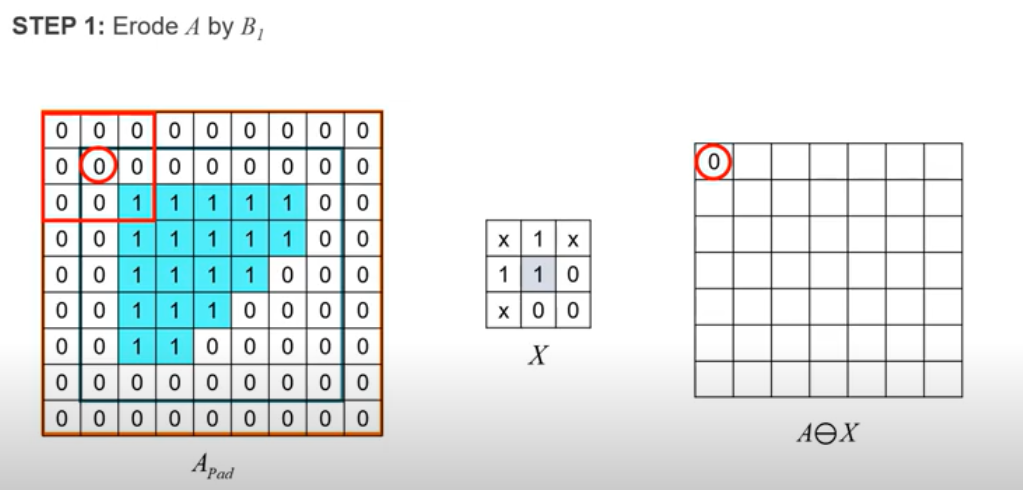 STEP 1: Erode A by B₁
0 0 0 0 0 0 0 0 0
0 0 0 0 0 0 0 0 0
0 0 1 1 1 1 1 0 0
0 0 1 1 1 1 1 0 0
0 0 1 1 1 1 0 0 0
0 0 1 1 1 0 0 0 0
0 0 1 1 0 0 0 0 0
0 0 0 0 0 0 0 0 0
0 0 0 0 0 0 0 0 0
A_Pad
x 1 x
1 1 0
x 0 0
X
0
A⊖X